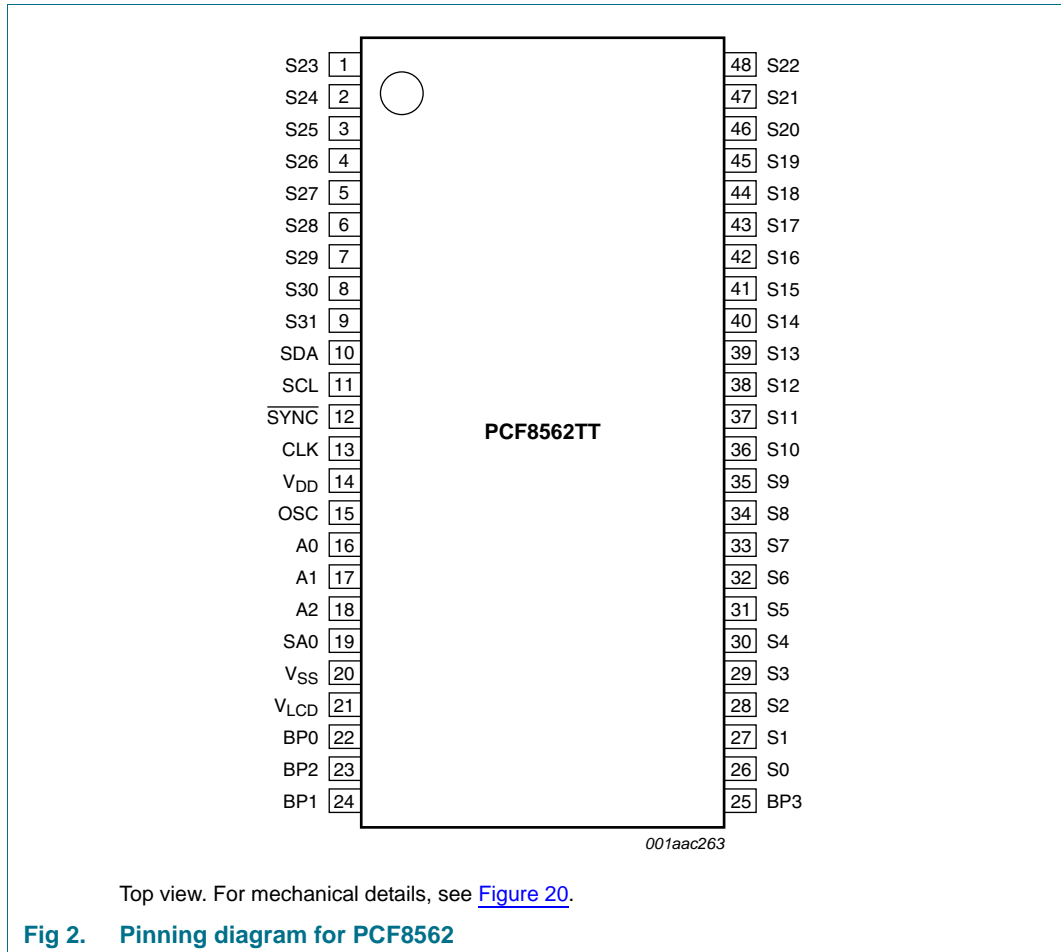 S23 1 48 S22
S24 2 47 S21
S25 3 46 S20
S26 4 45 S19
S27 5 44 S18
S28 6 43 S17
S29 7 42 S16
S30 8 41 S15
S31 9 40 S14
SDA 10 39 S13
SCL 11 38 S12
SYNC 12 37 S11
PCF8562TT
CLK 13 36 S10
VDD 14 35 S9
OSC 15 34 S8
A0 16 33 S7
A1 17 32 S6
A2 18 31 S5
SA0 19 30 S4
VSS 20 29 S3
VLCD 21 28 S2
BP0 22 27 S1
BP2 23 26 S0
BP1 24 25 BP3
001aac263
Top view. For mechanical details, see Figure 20.
Fig 2. Pinning diagram for PCF8562